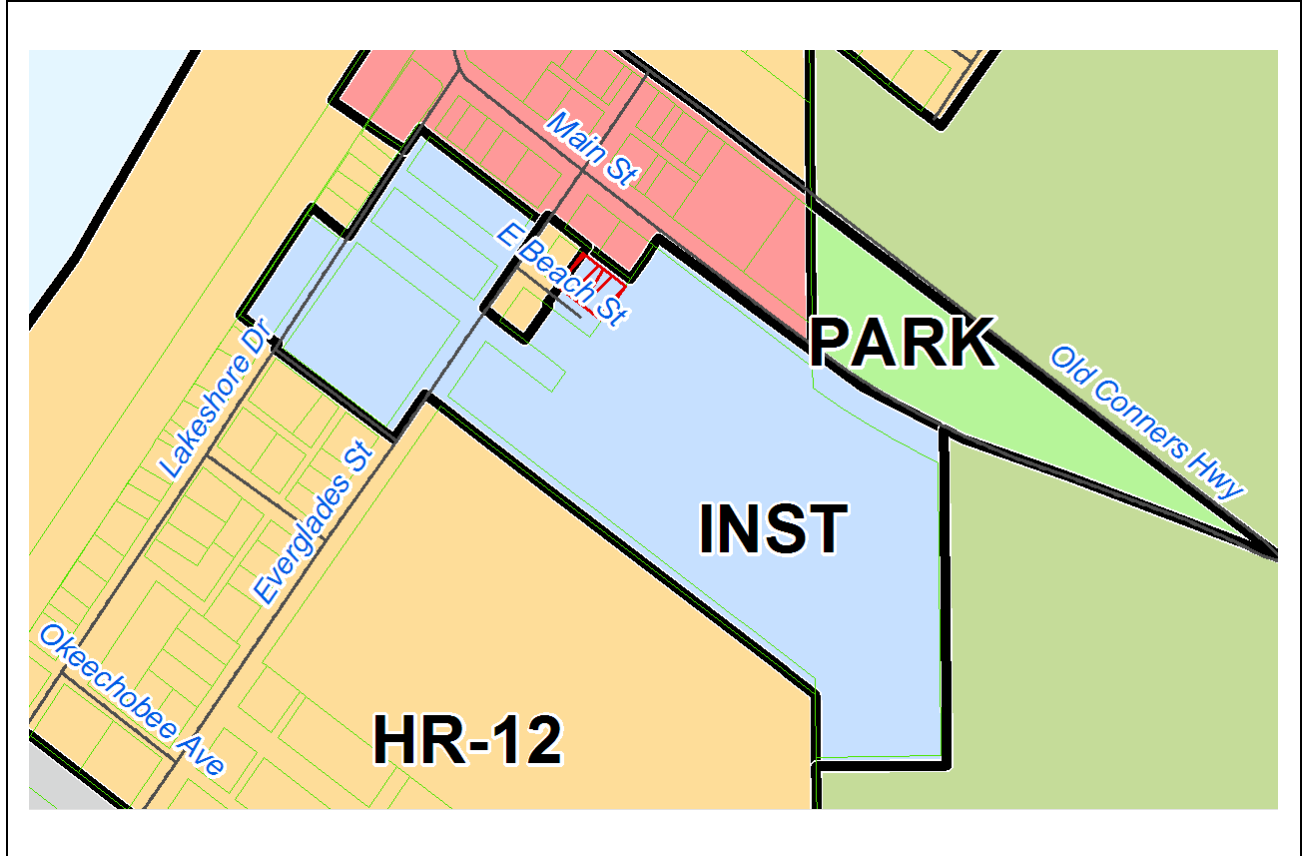 Main St
E Beach St
PARK
Old Conners Hwy
Lakeshore Dr
Everglades St
INST
Okeechobee Ave
HR-12